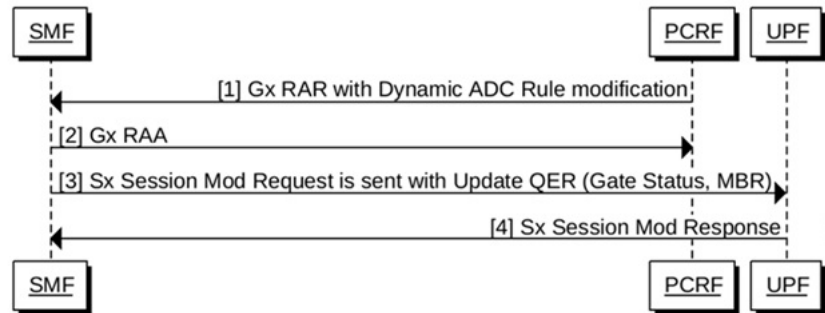 SMF
PCRF
UPF
[1] Gx RAR with Dynamic ADC Rule modification
[2] Gx RAA
[3] Sx Session Mod Request is sent with Update QER (Gate Status, MBR)
[4] Sx Session Mod Response
SMF
PCRF
UPF